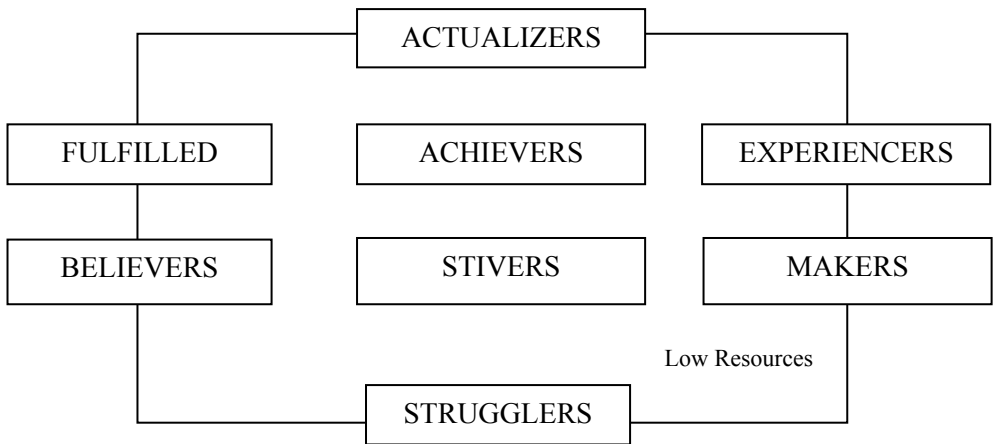 ACTUALIZERS
FULFILLED ACHIEVERS EXPERIENCERS
BELIEVERS STIVERS MAKERS
Low Resources
STRUGGLERS